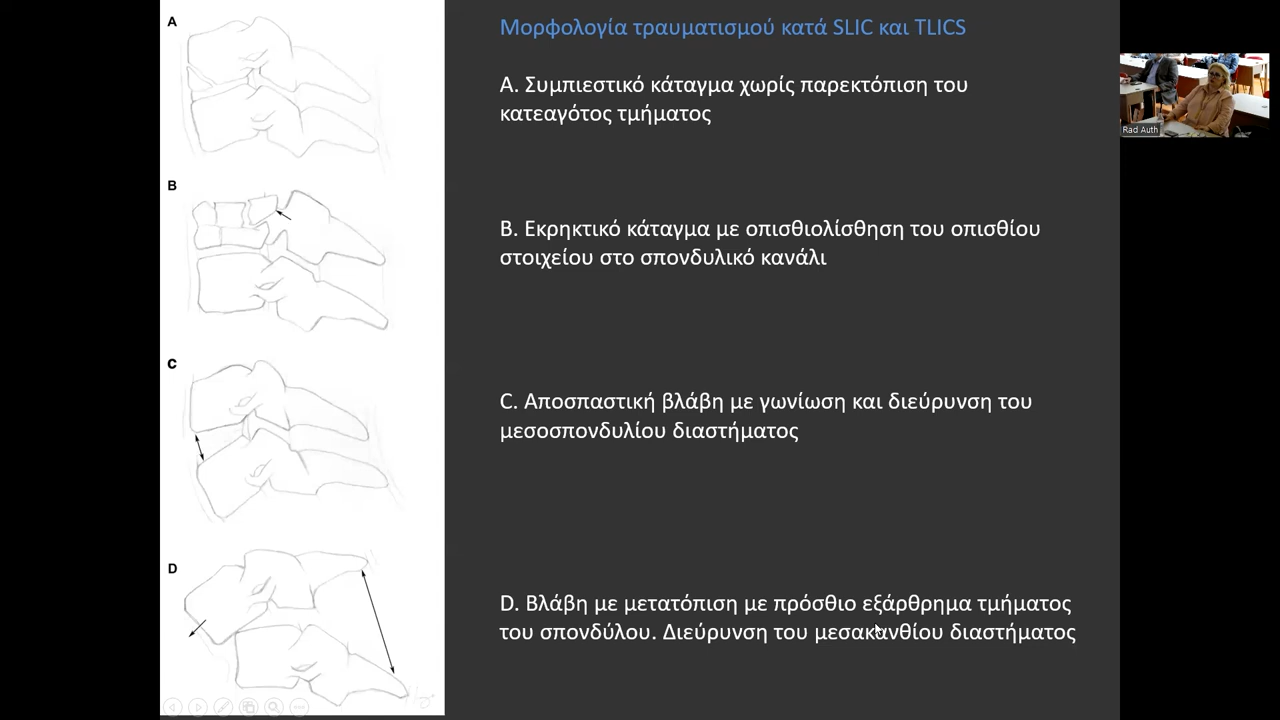 Μορφολογία τραυματισμού κατά SLIC και TLICS
A
A. Συμπιεστικό κάταγμα χωρίς παρεκτόπιση του
κατεαγότος τμήματος
Rad Auth
B
B. Εκρηκτικό κάταγμα με οπισθιολίσθηση του οπισθίου
στοιχείου στο σπονδυλικό κανάλι
C
C. Αποσπαστική βλάβη με γωνίωση και διεύρυνση του
μεσοσπονδυλίου διαστήματος
D
D. Βλάβη με μετατόπιση με πρόσθιο εξάρθρημα τμήματος
του σπονδύλου. Διεύρυνση του μεσακανθίου διαστήματος